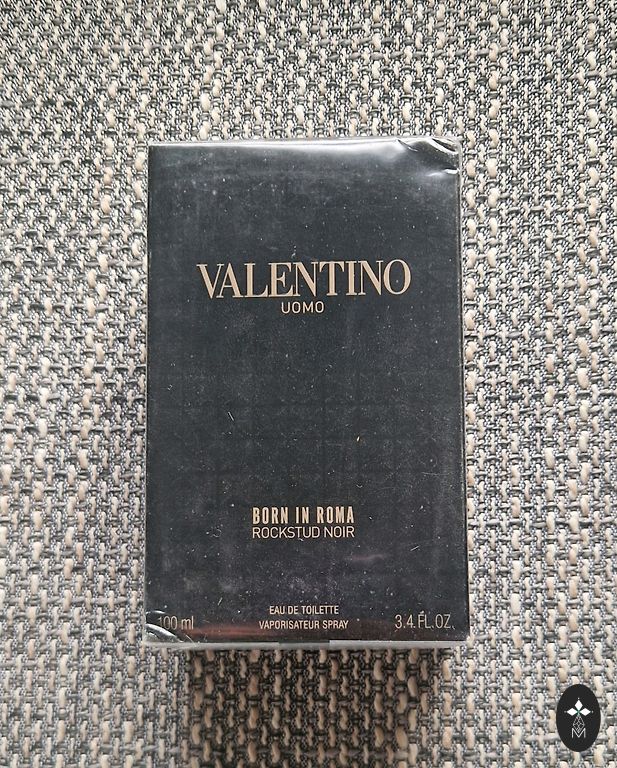 VALENTINO
UOMO
BORN IN ROMA
ROCKSTUD NOIR
EAU DE TOILETTE
100 ml VAPORISATEUR SPRAY 3.4 FL.OZ.